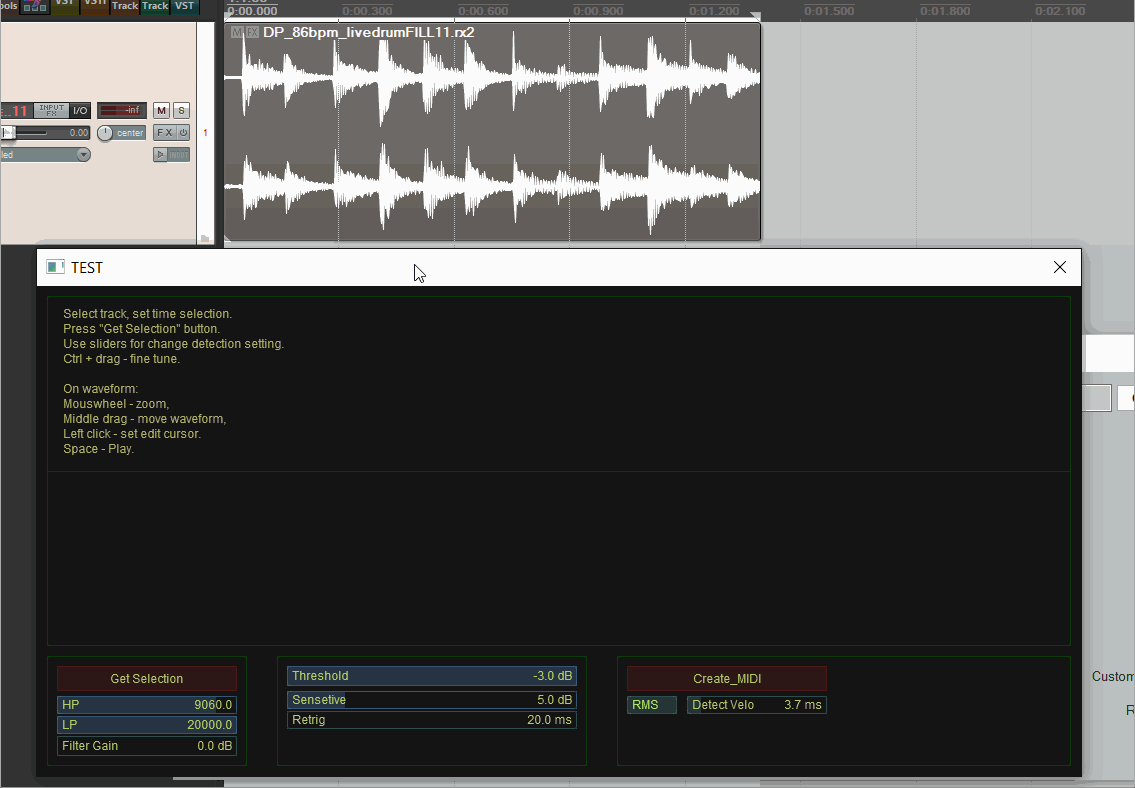 ools VST VSTi Track Track VST
0:00.000 0:00.300 0:00.600 0:00.900 0:01.200 0:01.500 0:01.800 0:02.100
M FX DP_86bpm_livedrumFILL11.rx2
11 INPUT FX I/O -inf M S
0.00 center FX 1
led INPUT
TEST
Select track, set time selection.
Press "Get Selection" button.
Use sliders for change detection setting.
Ctrl + drag - fine tune.
On waveform:
Mouswheel - zoom,
Middle drag - move waveform,
Left click - set edit cursor.
Space - Play.
Get Selection
HP 9060.0
LP 20000.0
Filter Gain 0.0 dB
Threshold -3.0 dB
Sensetive 5.0 dB
Retrig 20.0 ms
Create_MIDI
RMS Detect Velo 3.7 ms
Custom
R